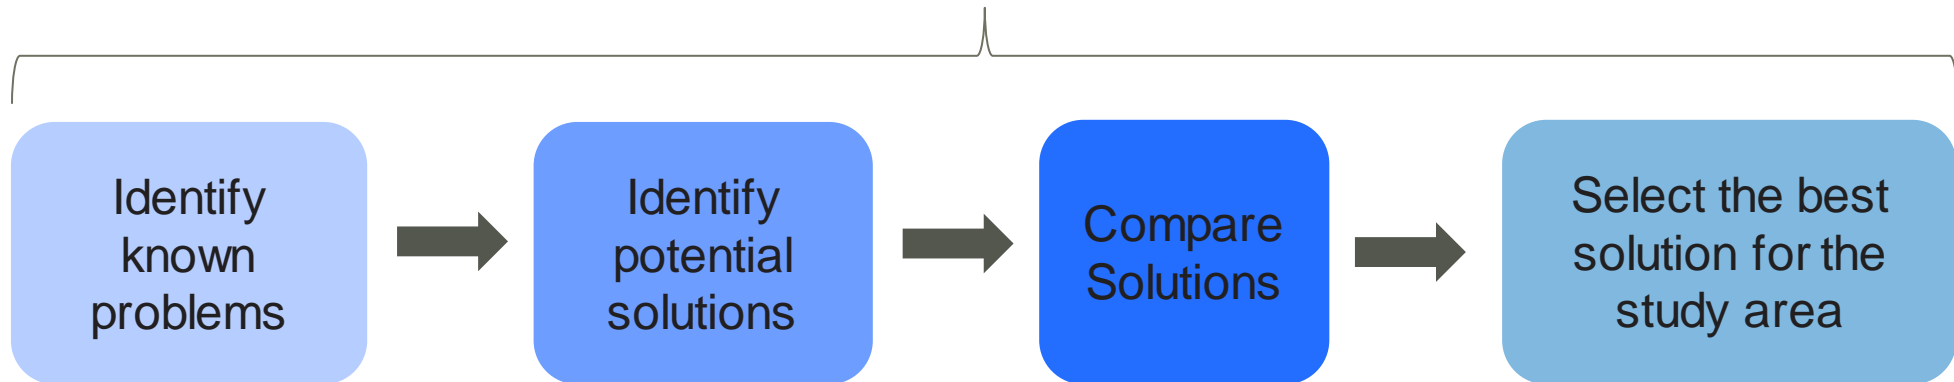 Identify
known
problems
Identify
potential
solutions
Compare
Solutions
Select the best
solution for the
study area